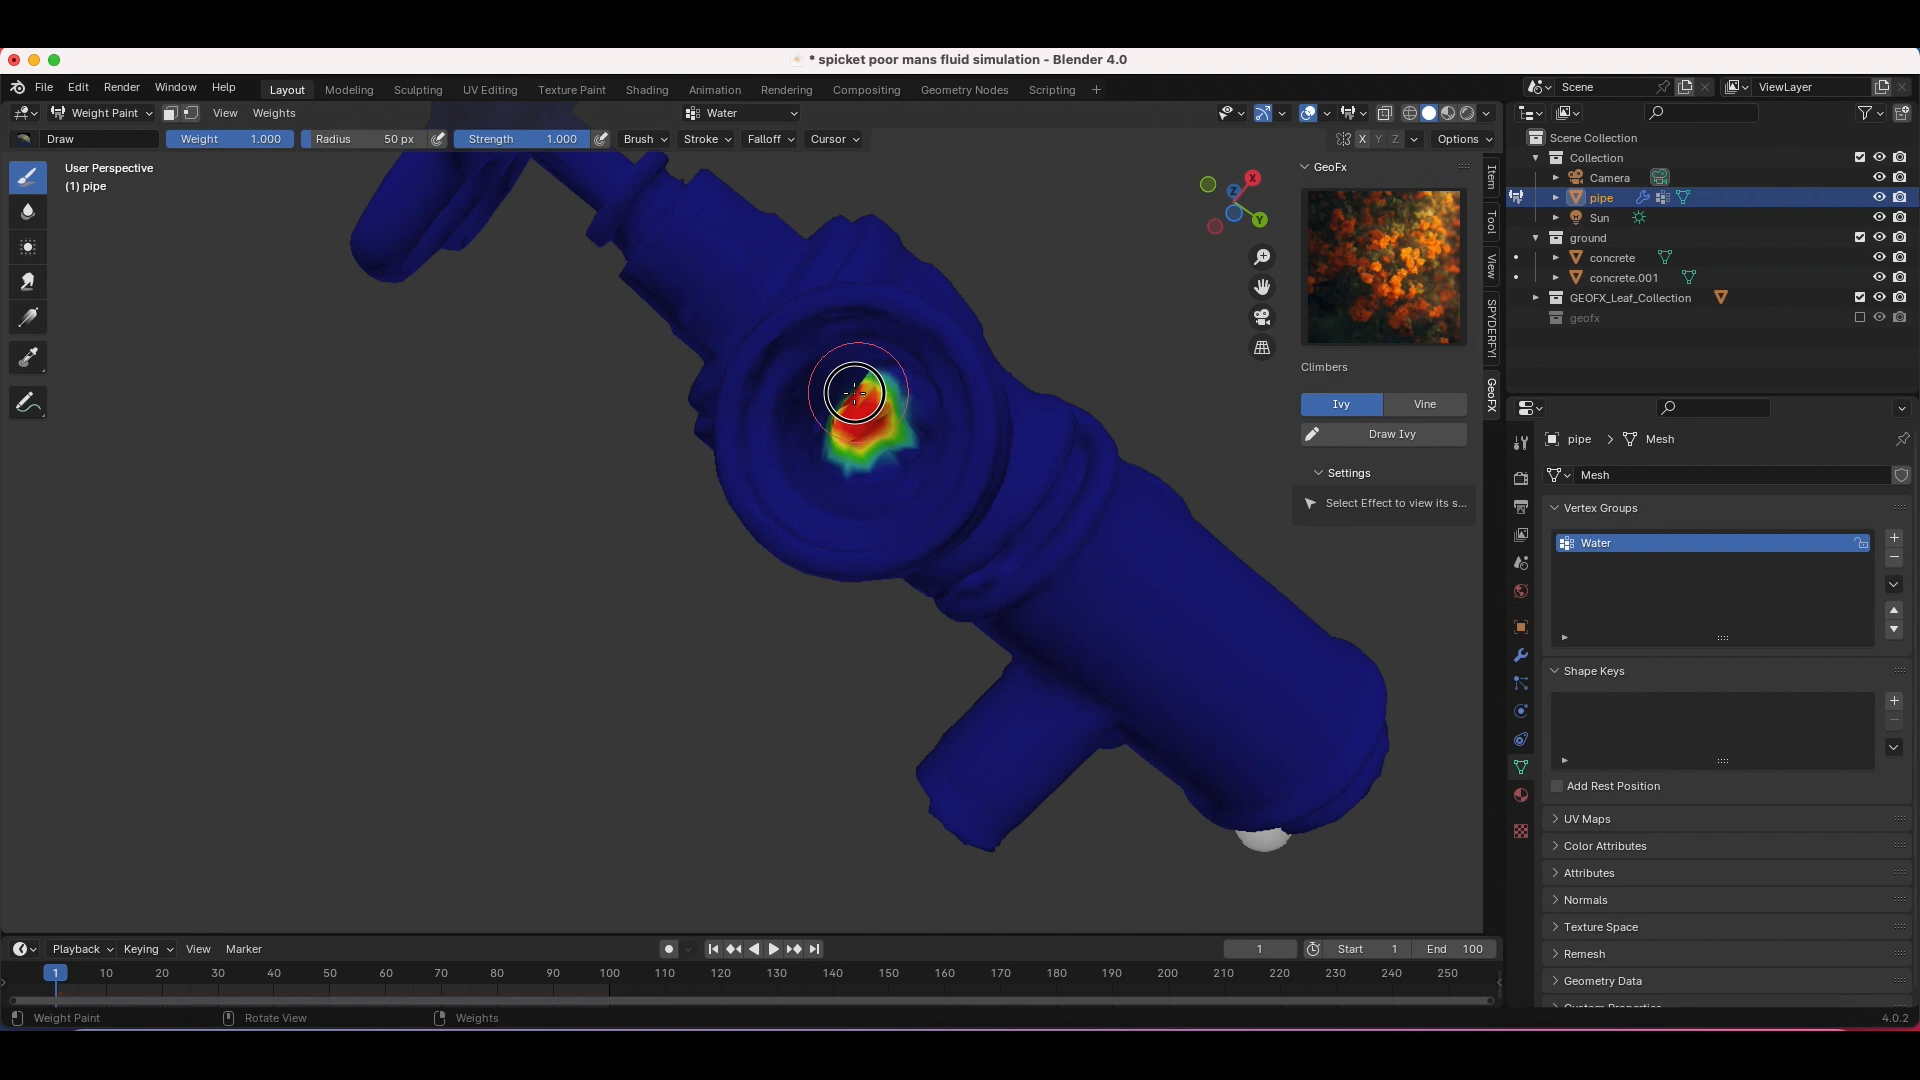 * spicket poor mans fluid simulation - Blender 4.0
File Edit Render Window Help
Layout Modeling Sculpting UV Editing Texture Paint Shading Animation Rendering Compositing Geometry Nodes Scripting +
Scene
ViewLayer
Weight Paint View Weights
Water
Draw Weight 1.000 Radius 50 px Strength 1.000 Brush Stroke Falloff Cursor X Y Z Options
User Perspective
(1) pipe
X
Y
Z
GeoFx
Climbers
Ivy Vine
Draw Ivy
Settings
Select Effect to view its s...
Item
Tool
View
SPYDERFY!
GeoFX
Scene Collection
Collection
Camera
pipe
Sun
ground
concrete
concrete.001
GEOFX_Leaf_Collection
geofx
pipe > Mesh
Mesh
Vertex Groups
Water
Shape Keys
Add Rest Position
UV Maps
Color Attributes
Attributes
Normals
Texture Space
Remesh
Geometry Data
Playback Keying View Marker
1 Start 1 End 100
1 10 20 30 40 50 60 70 80 90 100 110 120 130 140 150 160 170 180 190 200 210 220 230 240 250
Weight Paint Rotate View Weights
4.0.2